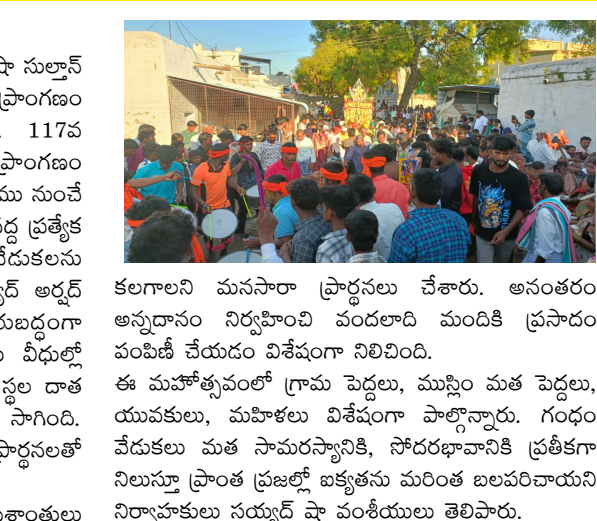 షా సుల్తాన్
ప్రాంగణం
117వ
ప్రాంగణం
ము నుంచే
వద్ద ప్రత్యేక
వేడుకలను
అర్షద్
వీధుల్లో
స్థల దాత
సాగింది.
ప్రార్థనలతో
కలగాలని మనసారా ప్రార్థనలు చేశారు. అనంతరం
అన్నదానం నిర్వహించి వందలాది మందికి ప్రసాదం
పంపిణీ చేయడం విశేషంగా నిలిచింది.
ఈ మహోత్సవంలో గ్రామ పెద్దలు, ముస్లిం మత పెద్దలు,
యువకులు, మహిళలు విశేషంగా పాల్గొన్నారు. గంధం
వేడుకలు మత సామరస్యానికి, సోదరభావానికి ప్రతీకగా
నిలుస్తూ ప్రాంత ప్రజల్లో ఐక్యతను మరింత బలపరిచాయని
నిర్వాహకులు సయ్యద్ షా వంశీయులు తెలిపారు.